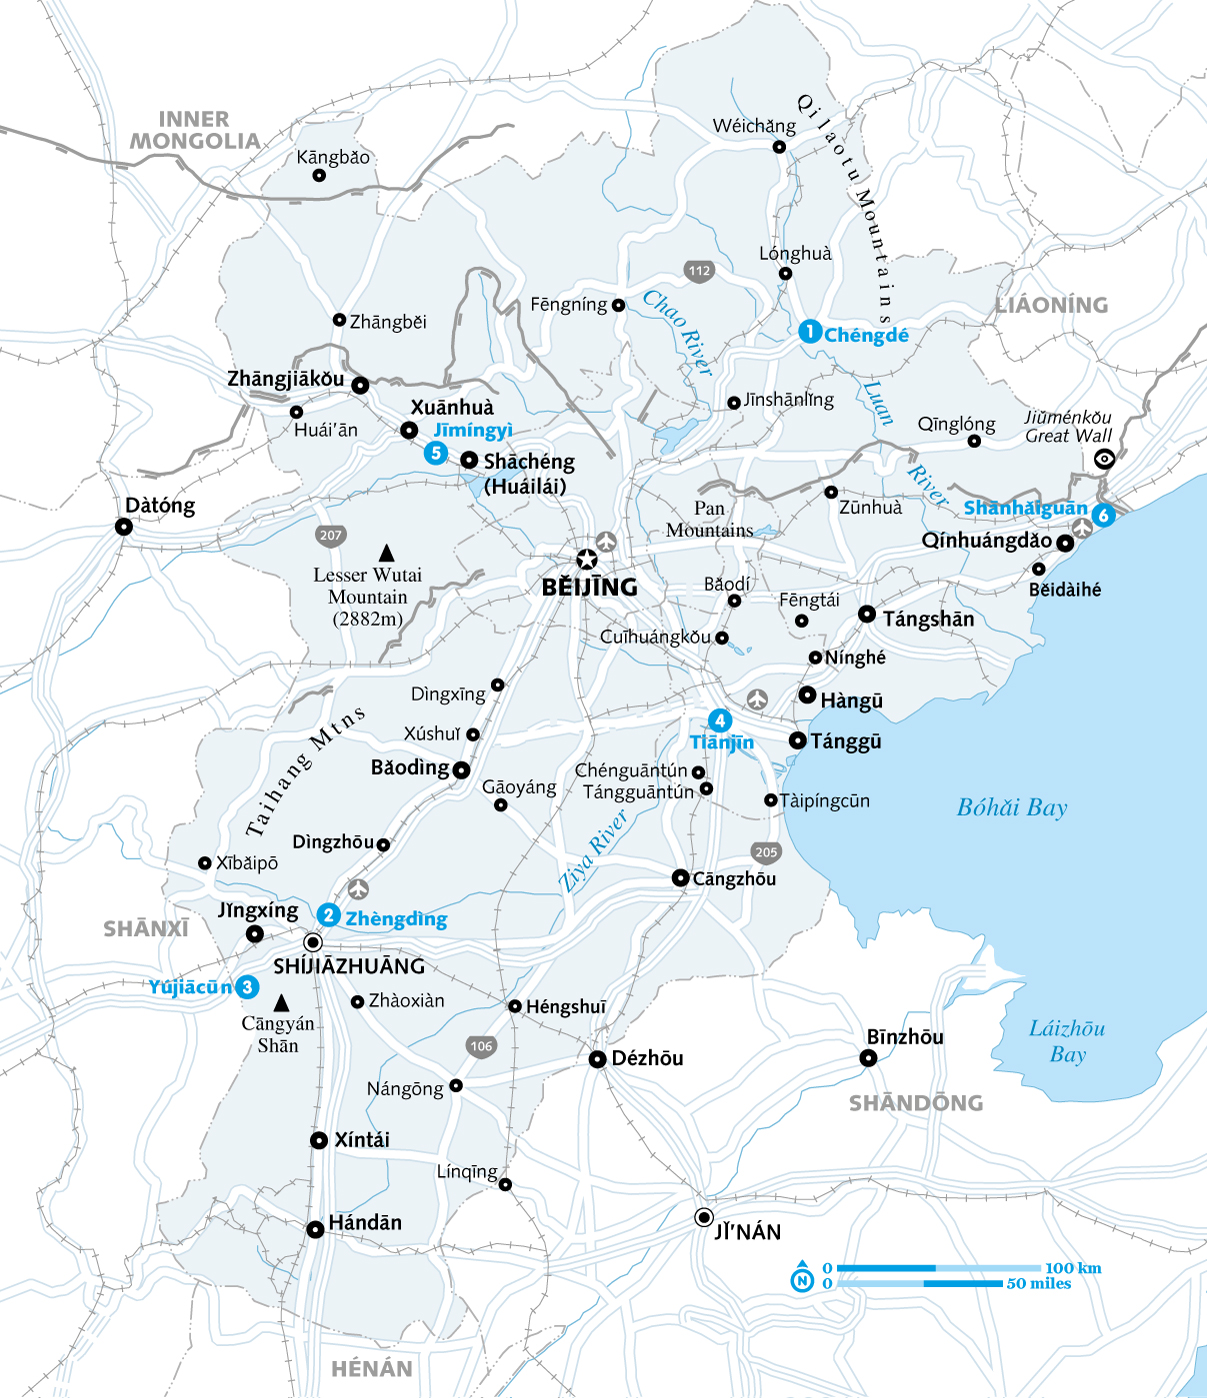 INNER
MONGOLIA
Kāngbǎo
Wéichǎng
Qilaotu Mountains
Lónghuà
112
Fēngníng
Chao River
LIÁONÍNG
Zhāngběi
1
Chéngdé
Zhāngjiākǒu
Huái'ān
Xuānhuà
Jīmíngyì
5
Shāchéng
(Huáilái)
Jīnshānlǐng
Luan
River
Qīnglóng
Jiǔménkǒu
Great Wall
Dàtóng
207
Lesser Wutai
Mountain
(2882m)
Pan
Mountains
Zūnhuà
Shānhǎiguān
6
Qínhuángdǎo
Běidàihé
BĚIJĪNG
Bǎodí
Fēngtái
Cuīhuángkǒu
Tángshān
Nínghé
Dìngxīng
Hàngū
4
Tiānjīn
Tánggū
Taihang Mtns
Xúshuǐ
Bǎodìng
Gāoyáng
Chénguāntún
Tángguāntún
Tàipíngcūn
Bóhǎi Bay
Dìngzhōu
Ziya River
205
Xībǎipō
Cāngzhōu
Jǐngxíng
2
Zhèngdìng
SHĀNXĪ
SHÍJIĀZHUĀNG
Yújiācūn
3
Cāngyán
Shān
Zhàoxiàn
Héngshuī
106
Dézhōu
Bīnzhōu
Láizhōu
Bay
Nángōng
SHĀNDŌNG
Xíntái
Línqīng
Hándān
JǏ'NÁN
N
0
100 km
0
50 miles
HÉNÁN